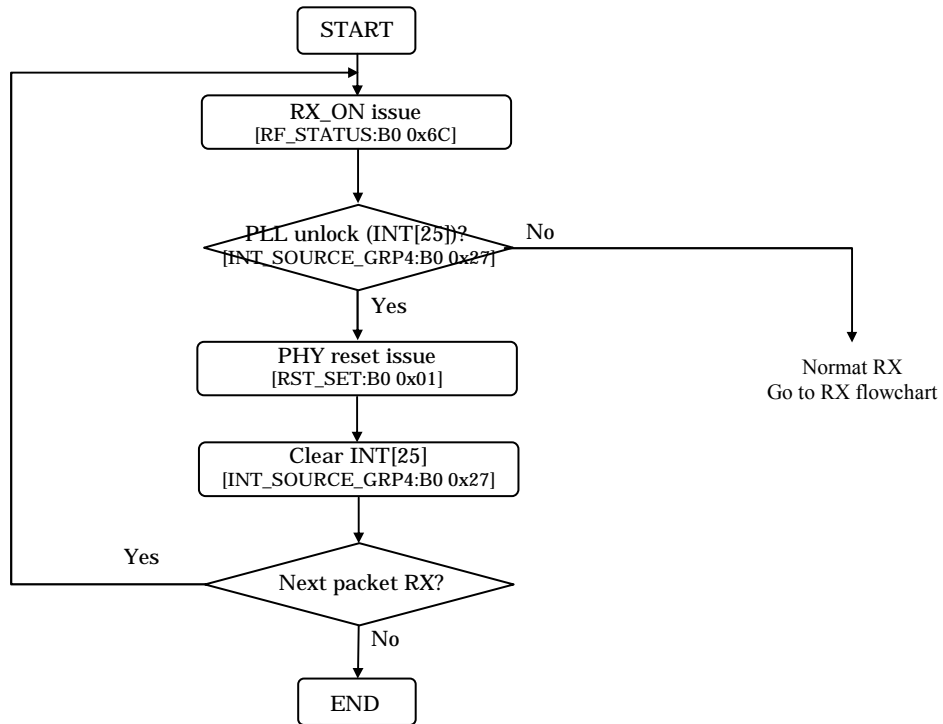 START
RX_ON issue
[RF_STATUS:B0 0x6C]
PLL unlock (INT[25])?
[INT_SOURCE_GRP4:B0 0x27]
No
Yes
PHY reset issue
[RST_SET:B0 0x01]
Normat RX
Go to RX flowchart
Clear INT[25]
[INT_SOURCE_GRP4:B0 0x27]
Yes
Next packet RX?
No
END